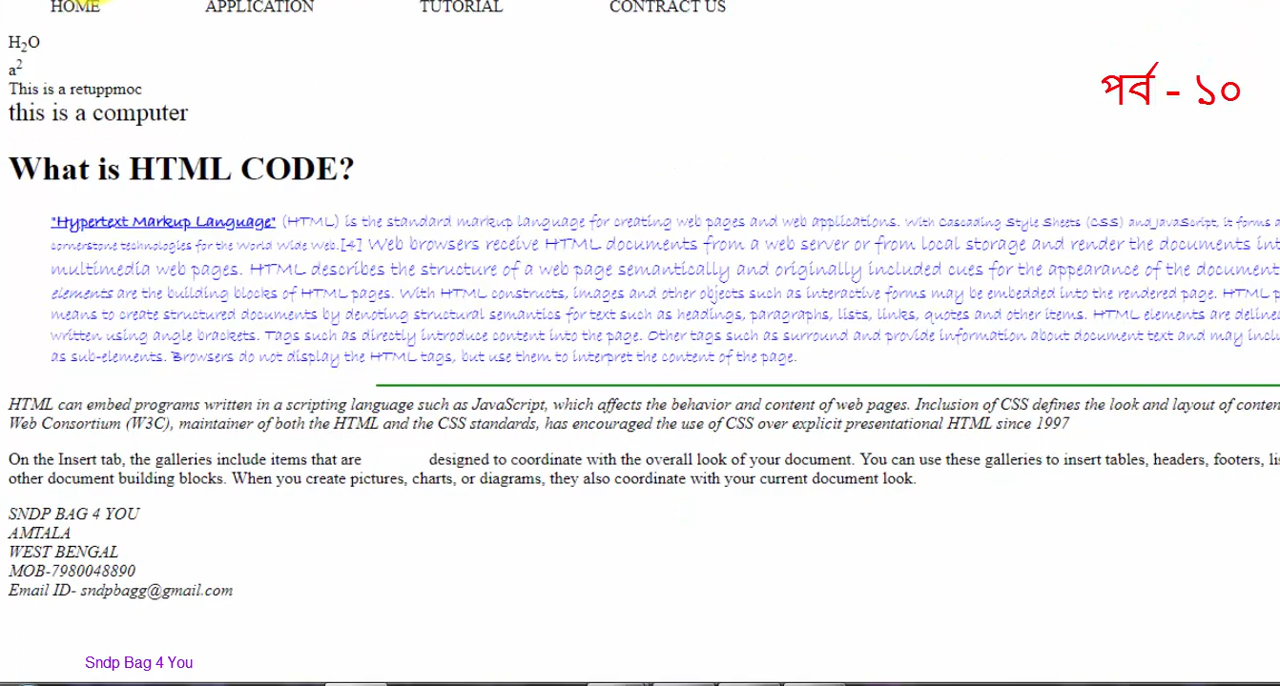 HOME APPLICATION TUTORIAL CONTRACT US
H₂O
a²
পর্ব - ১০
This is a retuppmoc
this is a computer
What is HTML CODE?
"Hypertext Markup Language" (HTML) is the standard markup language for creating web pages and web applications. With Cascading Style Sheets (CSS) and JavaScript, it forms a
cornerstone technologies for the World Wide Web.[4] Web browsers receive HTML documents from a web server or from local storage and render the documents int
multimedia web pages. HTML describes the structure of a web page semantically and originally included cues for the appearance of the document
elements are the building blocks of HTML pages. With HTML constructs, images and other objects such as interactive forms may be embedded into the rendered page. HTML p
means to create structured documents by denoting structural semantics for text such as headings, paragraphs, lists, links, quotes and other items. HTML elements are deline
written using angle brackets. Tags such as directly introduce content into the page. Other tags such as surround and provide information about document text and may inclu
as sub-elements. Browsers do not display the HTML tags, but use them to interpret the content of the page.
HTML can embed programs written in a scripting language such as JavaScript, which affects the behavior and content of web pages. Inclusion of CSS defines the look and layout of conten
Web Consortium (W3C), maintainer of both the HTML and the CSS standards, has encouraged the use of CSS over explicit presentational HTML since 1997
On the Insert tab, the galleries include items that are designed to coordinate with the overall look of your document. You can use these galleries to insert tables, headers, footers, lis
other document building blocks. When you create pictures, charts, or diagrams, they also coordinate with your current document look.
SNDP BAG 4 YOU
AMTALA
WEST BENGAL
MOB-7980048890
Email ID- sndpbagg@gmail.com
Sndp Bag 4 You